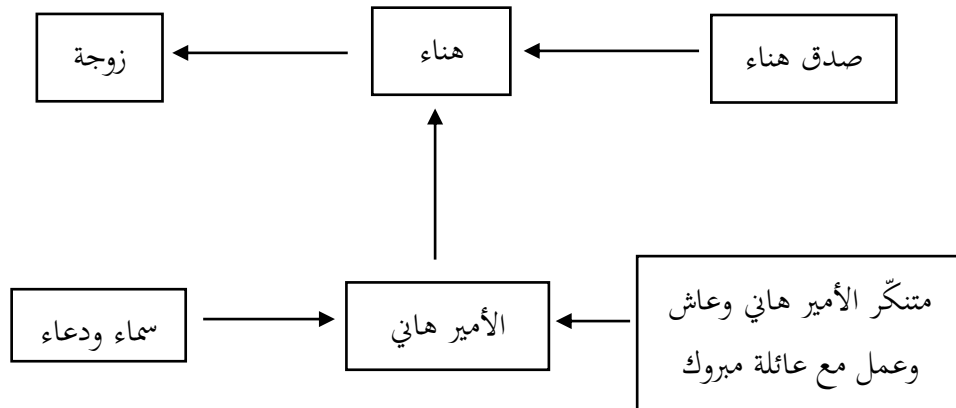 صدق هناء
هناء
زوجة
متنكّر الأمير هاني وعاش
وعمل مع عائلة مبروك
الأمير هاني
سماء ودعاء